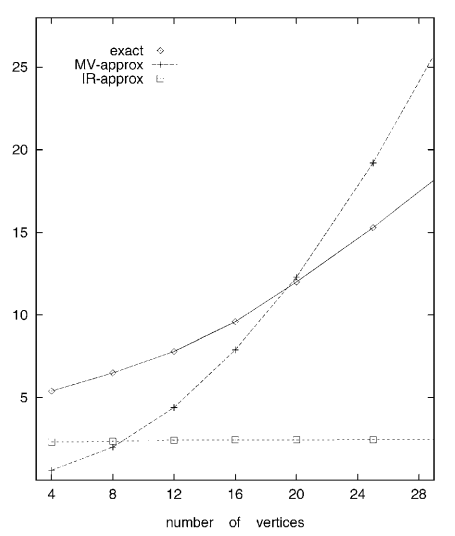 exact
MV-approx
IR-approx
25
20
15
10
5
4 8 12 16 20 24 28
number of vertices